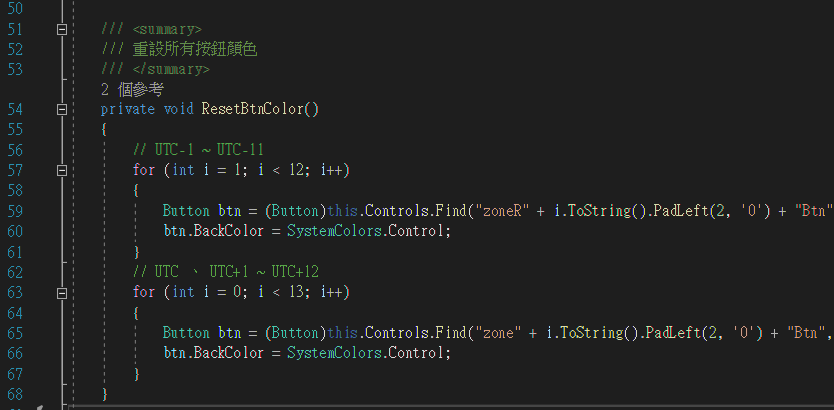 50
51 /// <summary>
52 /// 重設所有按鈕顏色
53 /// </summary>
2 個參考
54 private void ResetBtnColor()
55 {
56 // UTC-1 ~ UTC-11
57 for (int i = 1; i < 12; i++)
58 {
59 Button btn = (Button)this.Controls.Find("zoneR" + i.ToString().PadLeft(2, '0') + "Btn"
60 btn.BackColor = SystemColors.Control;
61 }
62 // UTC 、 UTC+1 ~ UTC+12
63 for (int i = 0; i < 13; i++)
64 {
65 Button btn = (Button)this.Controls.Find("zone" + i.ToString().PadLeft(2, '0') + "Btn",
66 btn.BackColor = SystemColors.Control;
67 }
68 }